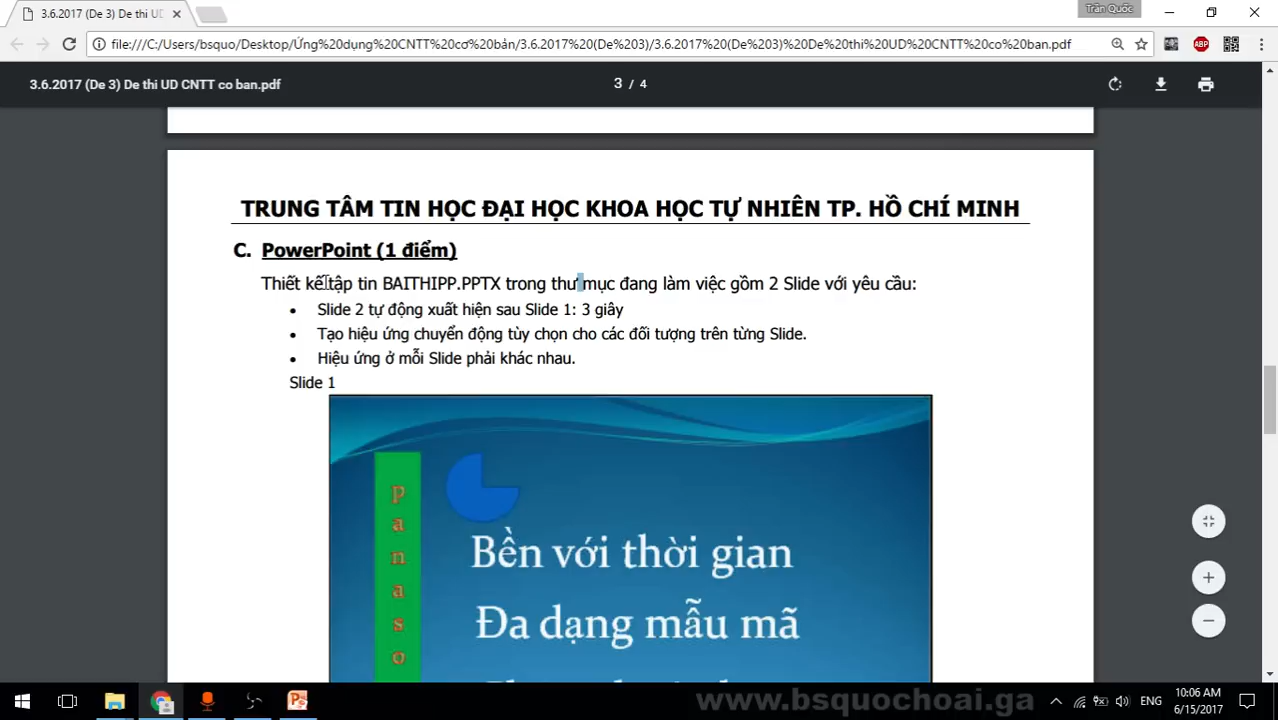 3.6.2017 (De 3) De thi UD
Trần Quốc
file:///C:/Users/bsquo/Desktop/Ứng%20dụng%20CNTT%20cơ%20bản/3.6.2017%20(De%203)/3.6.2017%20(De%203)%20De%20thi%20UD%20CNTT%20co%20ban.pdf
ABP
3.6.2017 (De 3) De thi UD CNTT co ban.pdf
3 / 4
TRUNG TÂM TIN HỌC ĐẠI HỌC KHOA HỌC TỰ NHIÊN TP. HỒ CHÍ MINH
C. PowerPoint (1 điểm)
Thiết kế tập tin BAITHIPP.PPTX trong thư mục đang làm việc gồm 2 Slide với yêu cầu:
• Slide 2 tự động xuất hiện sau Slide 1: 3 giây
• Tạo hiệu ứng chuyển động tùy chọn cho các đối tượng trên từng Slide.
• Hiệu ứng ở mỗi Slide phải khác nhau.
Slide 1
p
a
n
a
s
o
Bền với thời gian
Đa dạng mẫu mã
www.bsquochoai.ga
ENG
10:06 AM
6/15/2017